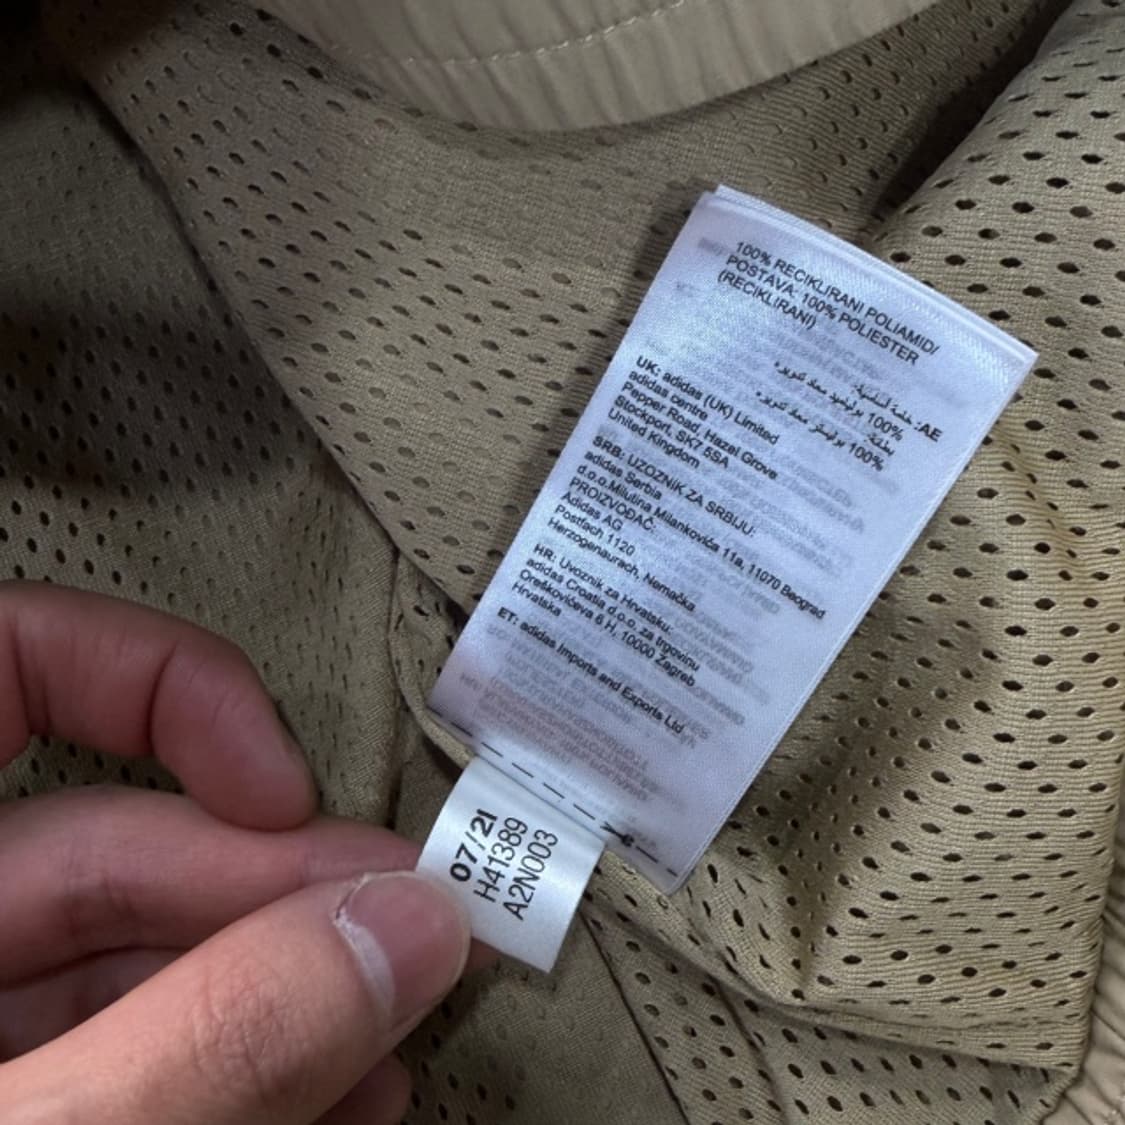 100% RECIKLIRANI POLIAMID/
POSTAVA: 100% POLIESTER
(RECIKLIRANI)
AE:
100%
100%
UK: adidas (UK) Limited
adidas centre
Pepper Road, Hazel Grove
Stockport, SK7 5SA
United Kingdom
SRB: UZOZNIK ZA SRBIJU:
adidas Serbia
d.o.o.Milutina Milankovića 11a, 11070 Beograd
PROIZVOĐAČ:
Adidas AG
Postfach 1120
Herzogenaurach, Nemačka
HR: Uvoznik za Hrvatsku:
adidas Croatia d.o.o. za trgovinu
Oreškovićeva 6 H, 10000 Zagreb
Hrvatska
ET: adidas Imports and Exports Ltd
07/21
H41389
A2N003